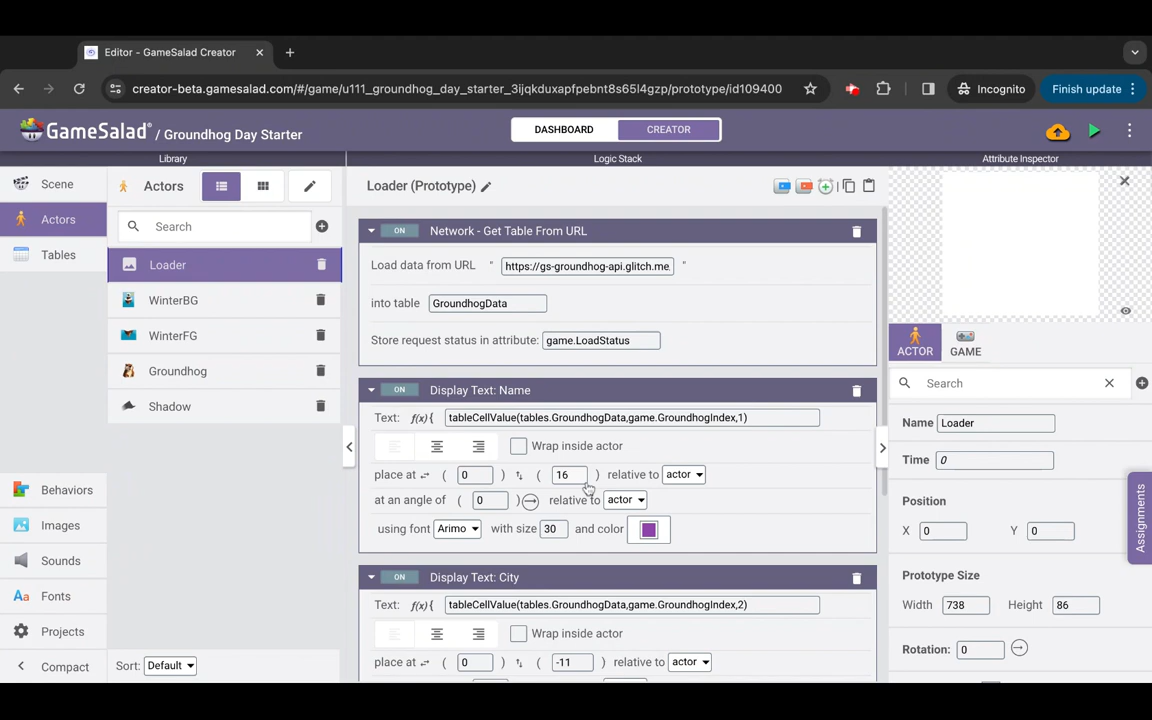 Editor - GameSalad Creator
creator-beta.gamesalad.com/#/game/u111_groundhog_day_starter_3ijqkduxapfpebnt8s65l4gzp/prototype/id109400
Incognito
Finish update
GameSalad® / Groundhog Day Starter
DASHBOARD
CREATOR
Library
Logic Stack
Attribute Inspector
Scene
Actors
Tables
Behaviors
Images
Sounds
Aa Fonts
Projects
Compact
Actors
Search
Loader
WinterBG
WinterFG
Groundhog
Shadow
Sort: Default
Loader (Prototype)
ON Network - Get Table From URL
Load data from URL " https://gs-groundhog-api.glitch.me. "
into table GroundhogData
Store request status in attribute: game.LoadStatus
ON Display Text: Name
Text: f(x){ tableCellValue(tables.GroundhogData,game.GroundhogIndex,1)
Wrap inside actor
place at ( 0 ) ( 16 ) relative to actor
at an angle of ( 0 ) relative to actor
using font Arimo with size 30 and color
ON Display Text: City
Text: f(x){ tableCellValue(tables.GroundhogData,game.GroundhogIndex,2)
Wrap inside actor
place at ( 0 ) ( -11 ) relative to actor
ACTOR
GAME
Search
Name Loader
Time 0
Position
X 0 Y 0
Prototype Size
Width 738 Height 86
Rotation: 0
Assignments